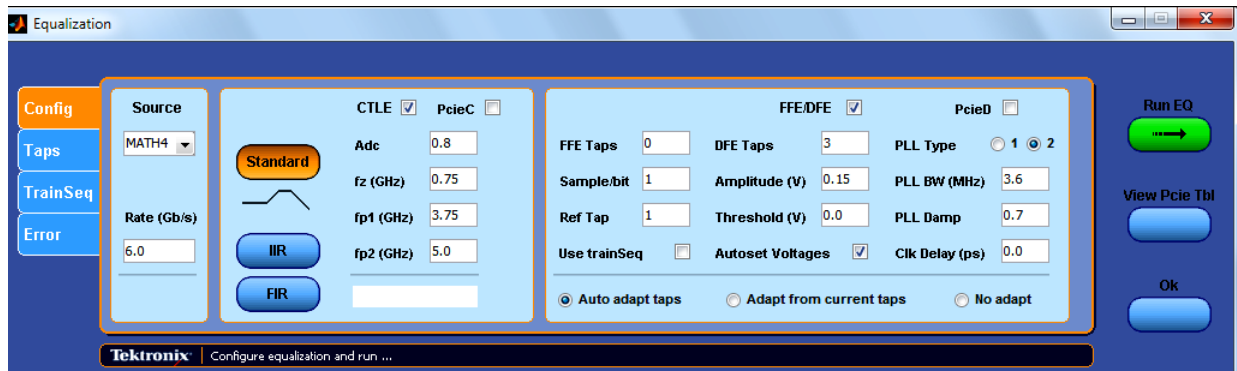 Equalization
Config
Taps
TrainSeq
Error
Source
MATH4
Rate (Gb/s)
6.0
Standard
IIR
FIR
CTLE PcieC
Adc 0.8
fz (GHz) 0.75
fp1 (GHz) 3.75
fp2 (GHz) 5.0
FFE/DFE PcieD
FFE Taps 0 DFE Taps 3 PLL Type 1 2
Sample/bit 1 Amplitude (V) 0.15 PLL BW (MHz) 3.6
Ref Tap 1 Threshold (V) 0.0 PLL Damp 0.7
Use trainSeq Autoset Voltages Clk Delay (ps) 0.0
Auto adapt taps Adapt from current taps No adapt
Run EQ
View Pcie Tbl
Ok
Tektronix Configure equalization and run ...